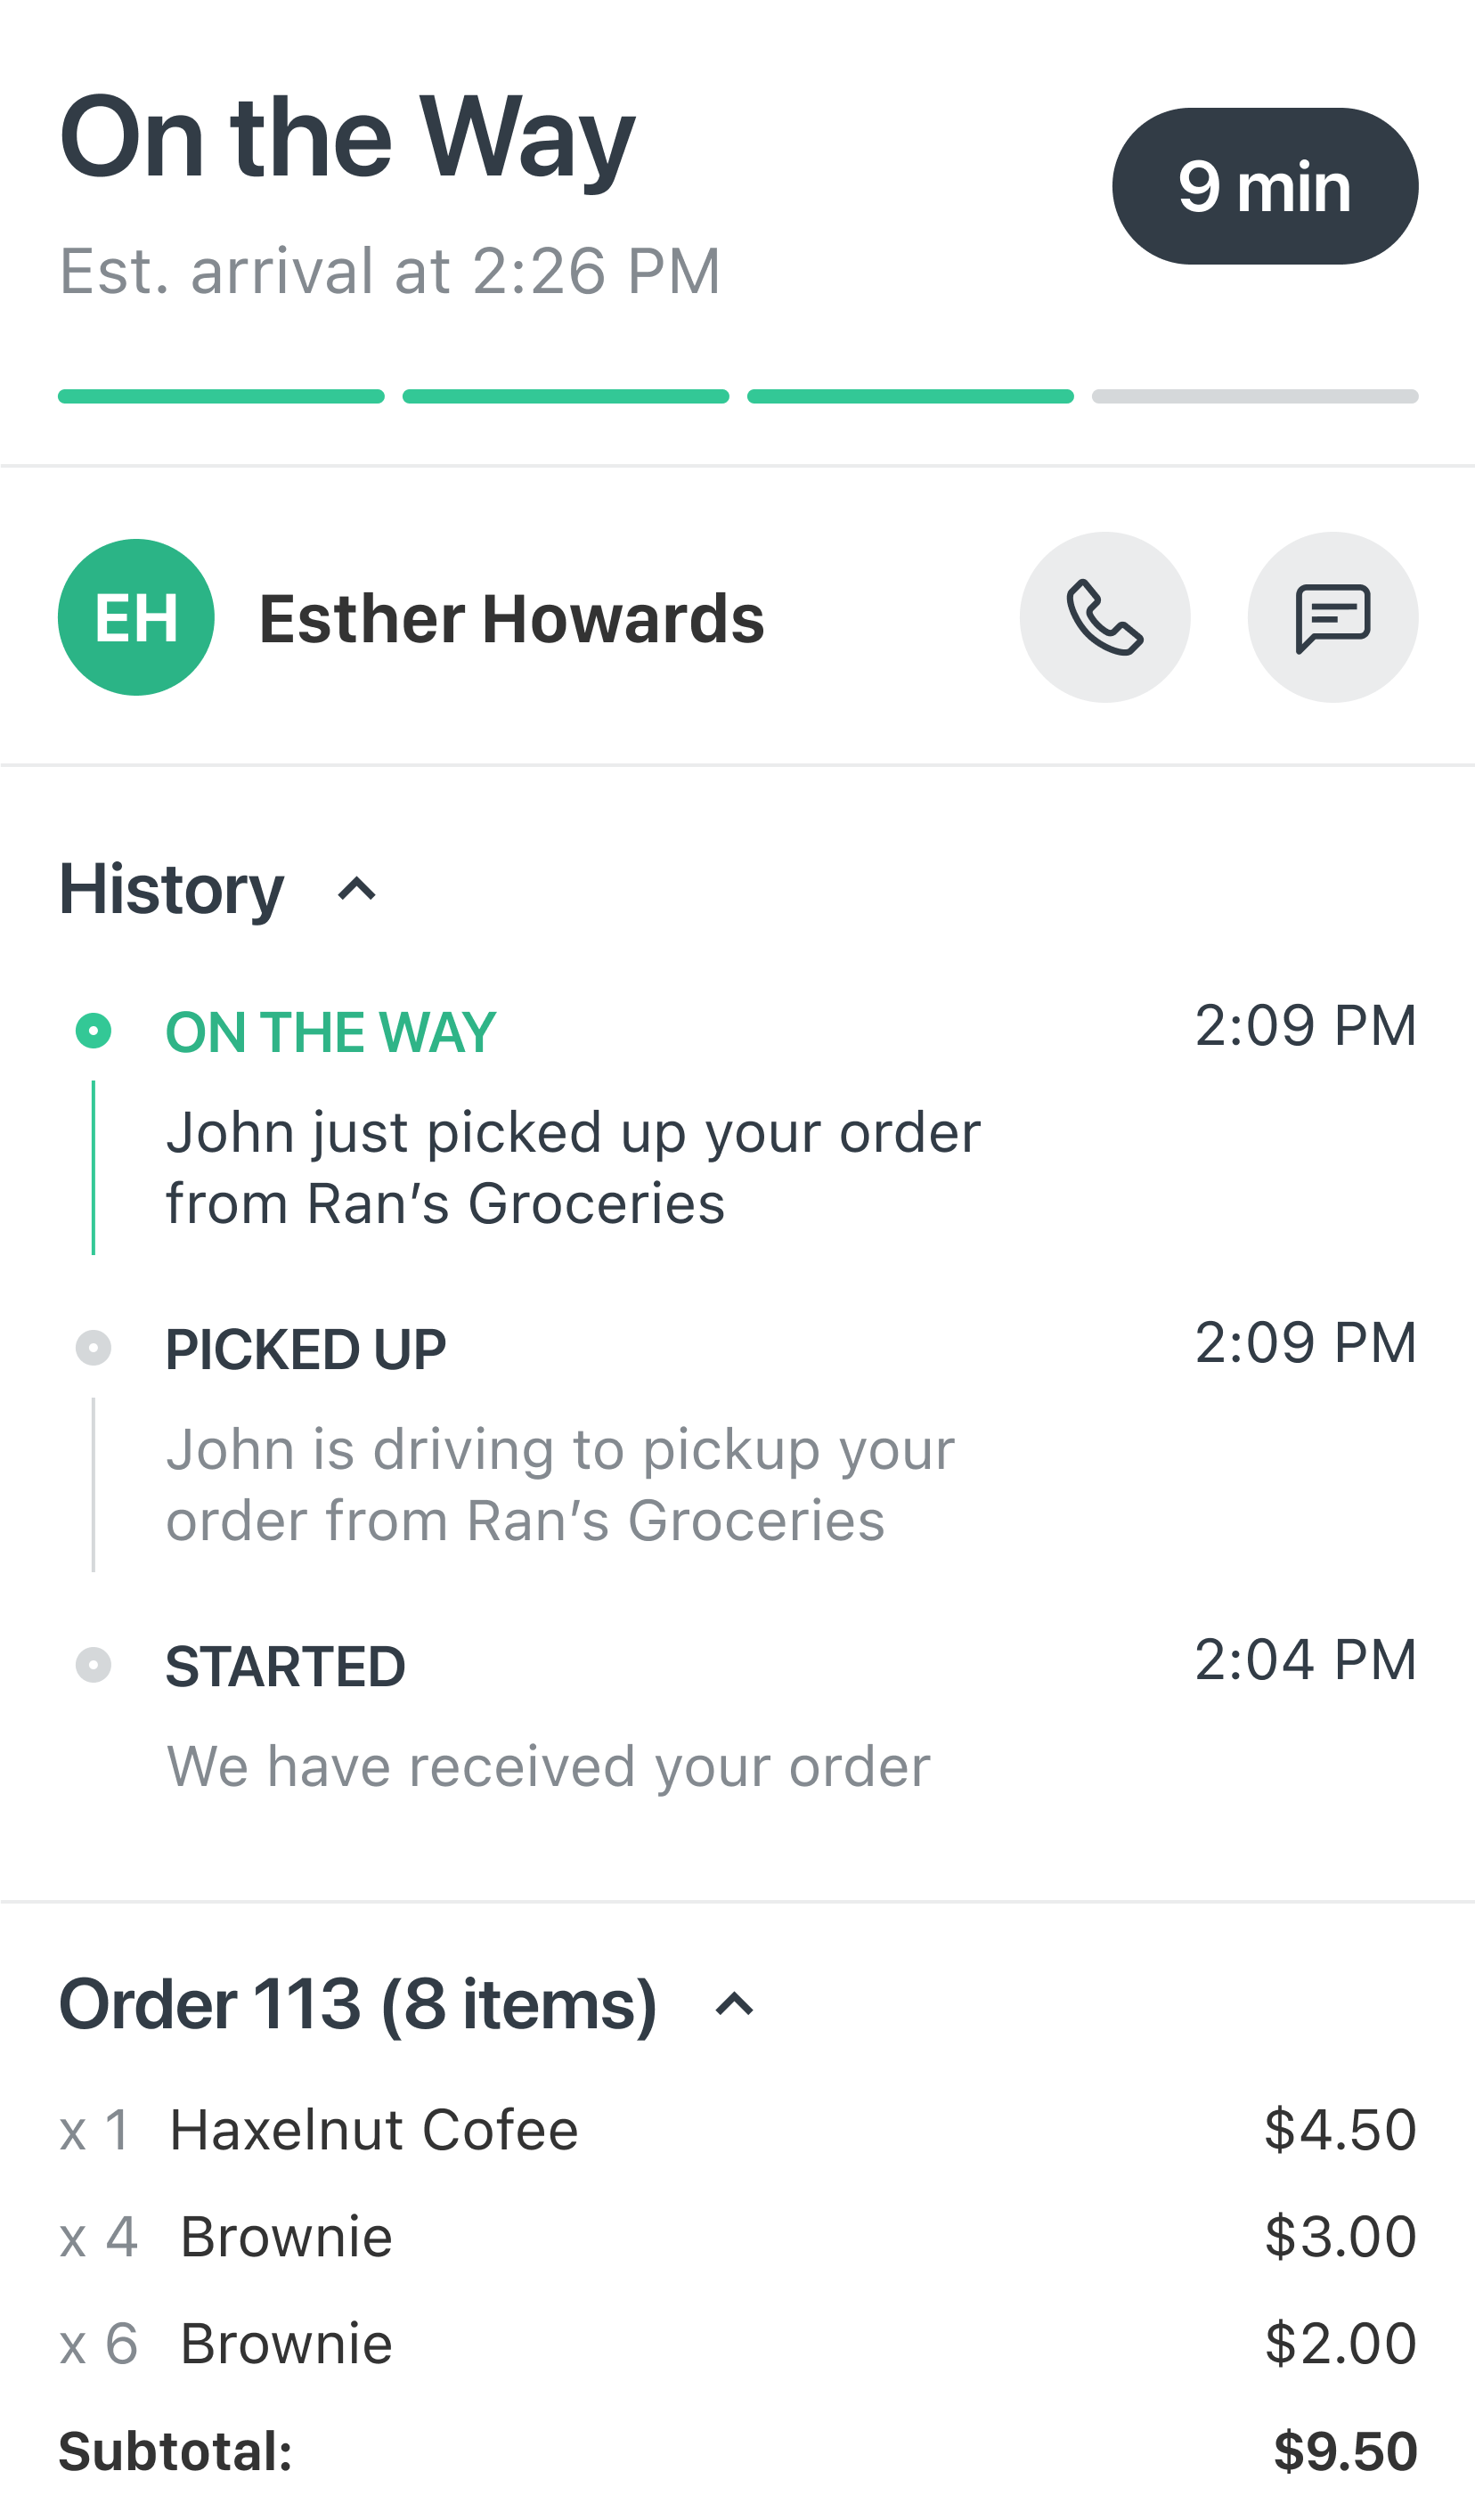 On the Way
9 min
Est. arrival at 2:26 PM
EH
Esther Howards
History
ON THE WAY
2:09 PM
John just picked up your order
from Ran’s Groceries
PICKED UP
2:09 PM
John is driving to pickup your
order from Ran’s Groceries
STARTED
2:04 PM
We have received your order
Order 113 (8 items)
x 1 Haxelnut Cofee $4.50
x 4 Brownie $3.00
x 6 Brownie $2.00
Subtotal: $9.50